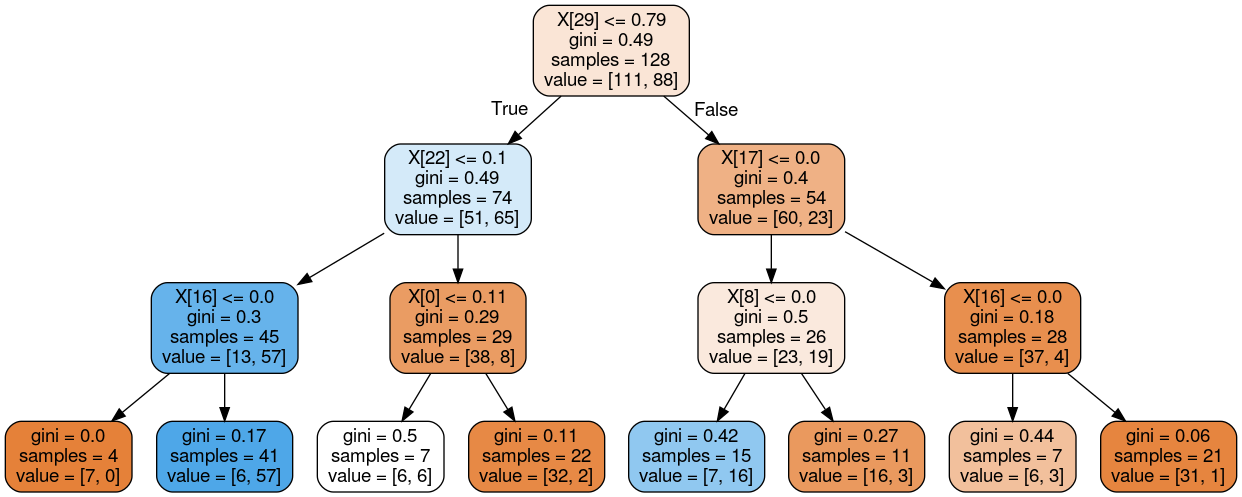 X[29] <= 0.79
gini = 0.49
samples = 128
value = [111, 88]
True
False
X[22] <= 0.1
gini = 0.49
samples = 74
value = [51, 65]
X[17] <= 0.0
gini = 0.4
samples = 54
value = [60, 23]
X[16] <= 0.0
gini = 0.3
samples = 45
value = [13, 57]
X[0] <= 0.11
gini = 0.29
samples = 29
value = [38, 8]
X[8] <= 0.0
gini = 0.5
samples = 26
value = [23, 19]
X[16] <= 0.0
gini = 0.18
samples = 28
value = [37, 4]
gini = 0.0
samples = 4
value = [7, 0]
gini = 0.17
samples = 41
value = [6, 57]
gini = 0.5
samples = 7
value = [6, 6]
gini = 0.11
samples = 22
value = [32, 2]
gini = 0.42
samples = 15
value = [7, 16]
gini = 0.27
samples = 11
value = [16, 3]
gini = 0.44
samples = 7
value = [6, 3]
gini = 0.06
samples = 21
value = [31, 1]